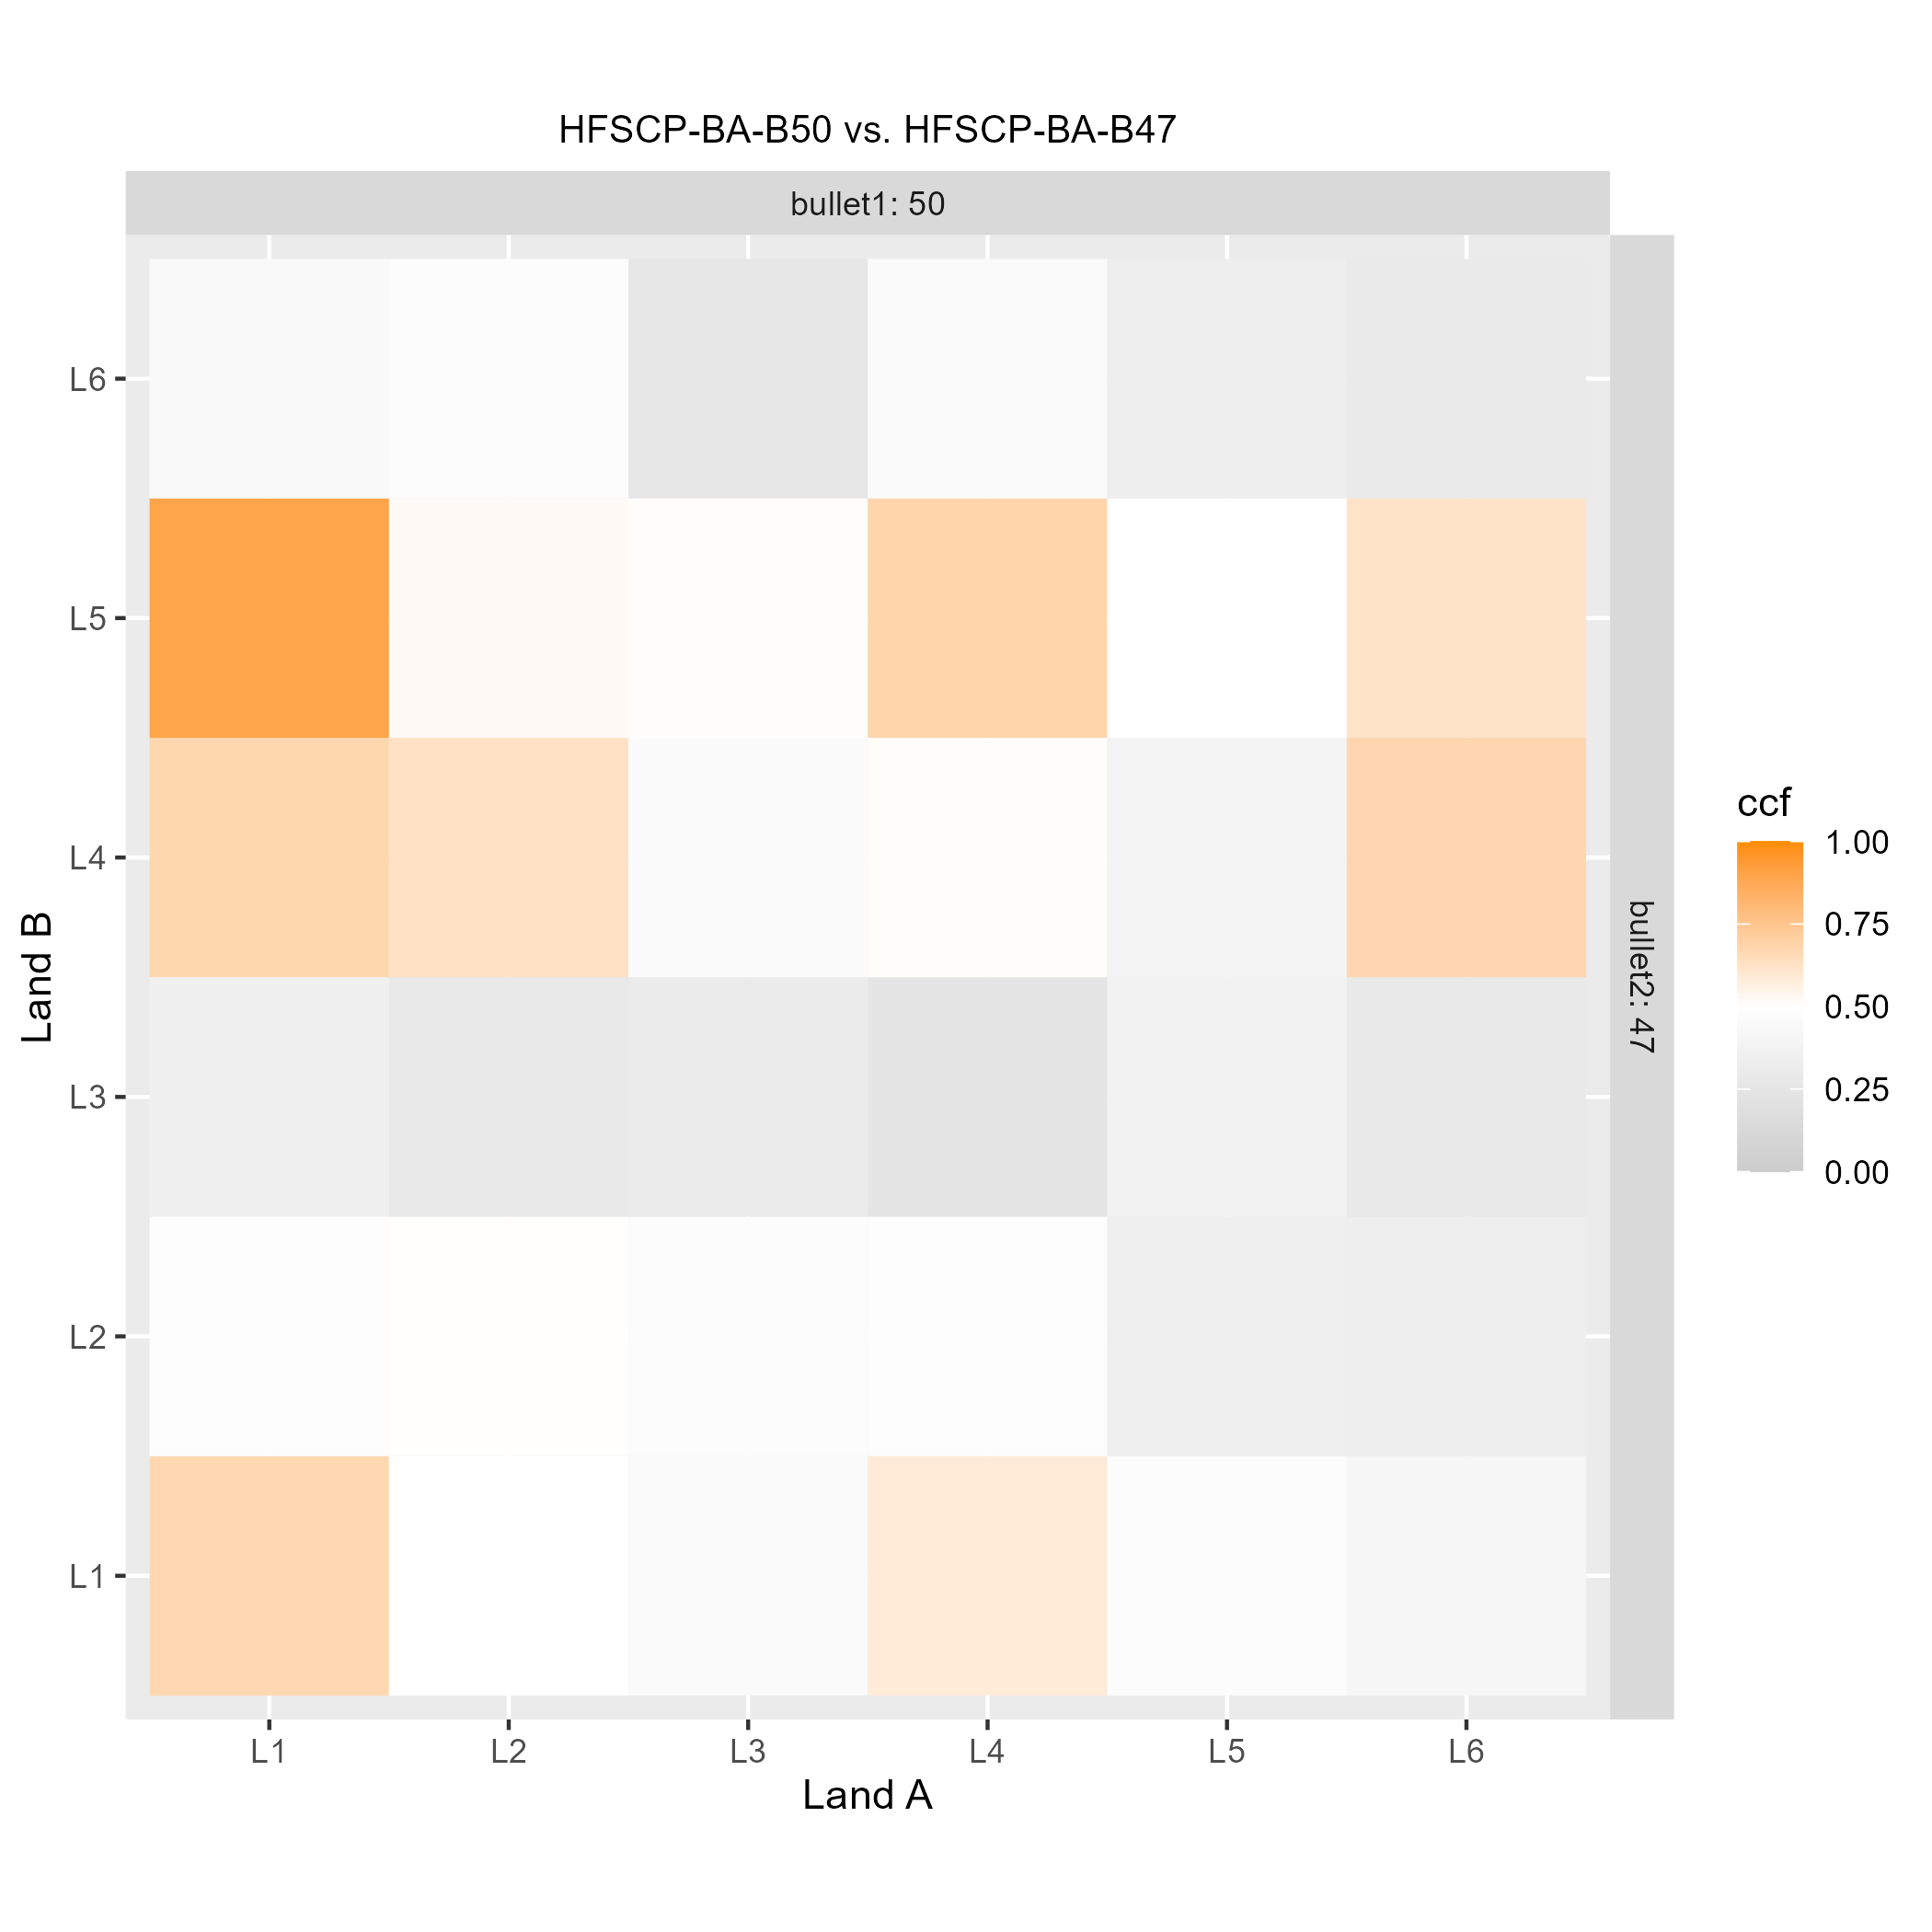 HFSCP-BA-B50 vs. HFSCP-BA-B47
bullet1: 50
L6
L5
L4
L3
L2
L1
Land B
bullet2: 47
L1 L2 L3 L4 L5 L6
Land A
ccf
1.00
0.75
0.50
0.25
0.00